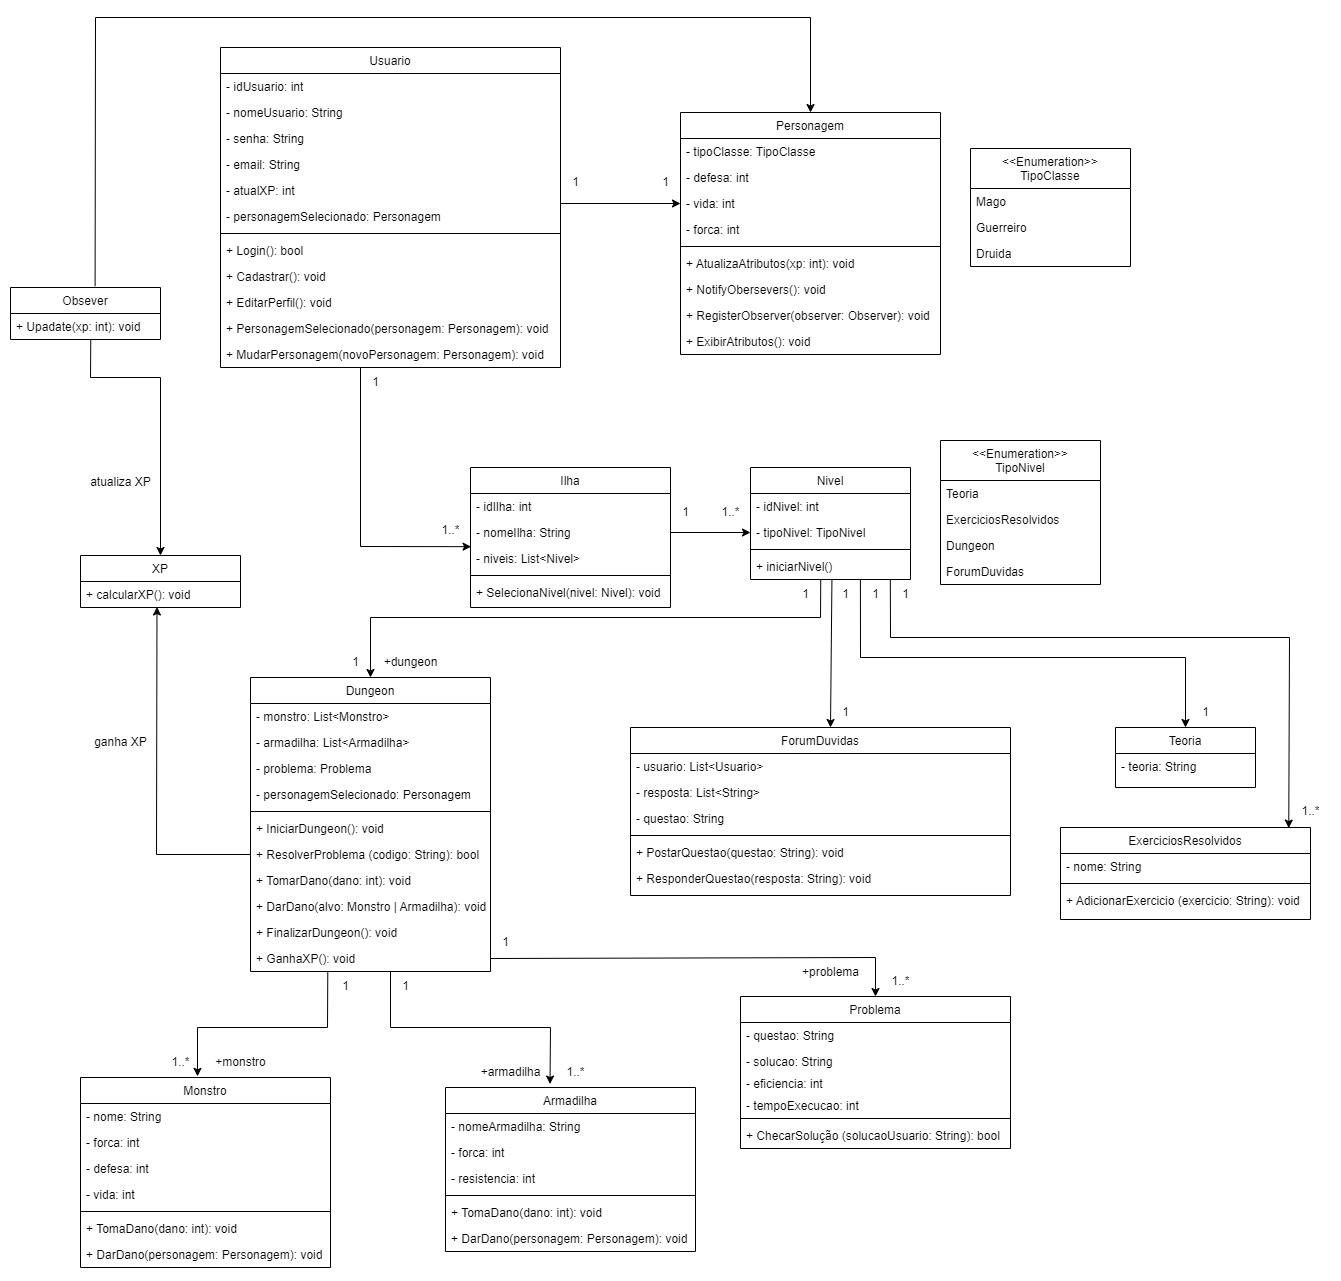 Usuario
- idUsuario: int
- nomeUsuario: String
- senha: String
- email: String
- atualXP: int
- personagemSelecionado: Personagem
+ Login(): bool
+ Cadastrar(): void
+ EditarPerfil(): void
+ PersonagemSelecionado(personagem: Personagem): void
+ MudarPersonagem(novoPersonagem: Personagem): void
1
1
1
Personagem
- tipoClasse: TipoClasse
- defesa: int
- vida: int
- forca: int
+ AtualizaAtributos(xp: int): void
+ NotifyObersevers(): void
+ RegisterObserver(observer: Observer): void
+ ExibirAtributos(): void
<<Enumeration>>
TipoClasse
Mago
Guerreiro
Druida
Obsever
+ Upadate(xp: int): void
atualiza XP
XP
+ calcularXP(): void
ganha XP
1..*
Ilha
- idIlha: int
- nomeIlha: String
- niveis: List<Nivel>
+ SelecionaNivel(nivel: Nivel): void
1
1..*
Nivel
- idNivel: int
- tipoNivel: TipoNivel
+ iniciarNivel()
1
1
1
1
<<Enumeration>>
TipoNivel
Teoria
ExerciciosResolvidos
Dungeon
ForumDuvidas
1
+dungeon
Dungeon
- monstro: List<Monstro>
- armadilha: List<Armadilha>
- problema: Problema
- personagemSelecionado: Personagem
+ IniciarDungeon(): void
+ ResolverProblema (codigo: String): bool
+ TomarDano(dano: int): void
+ DarDano(alvo: Monstro | Armadilha): void
+ FinalizarDungeon(): void
+ GanhaXP(): void
1
ForumDuvidas
- usuario: List<Usuario>
- resposta: List<String>
- questao: String
+ PostarQuestao(questao: String): void
+ ResponderQuestao(resposta: String): void
1
Teoria
- teoria: String
1..*
ExerciciosResolvidos
- nome: String
+ AdicionarExercicio (exercicio: String): void
1
+problema
1..*
Problema
- questao: String
- solucao: String
- eficiencia: int
- tempoExecucao: int
+ ChecarSolução (solucaoUsuario: String): bool
1
1
1..*
+monstro
Monstro
- nome: String
- forca: int
- defesa: int
- vida: int
+ TomaDano(dano: int): void
+ DarDano(personagem: Personagem): void
+armadilha
1..*
Armadilha
- nomeArmadilha: String
- forca: int
- resistencia: int
+ TomaDano(dano: int): void
+ DarDano(personagem: Personagem): void